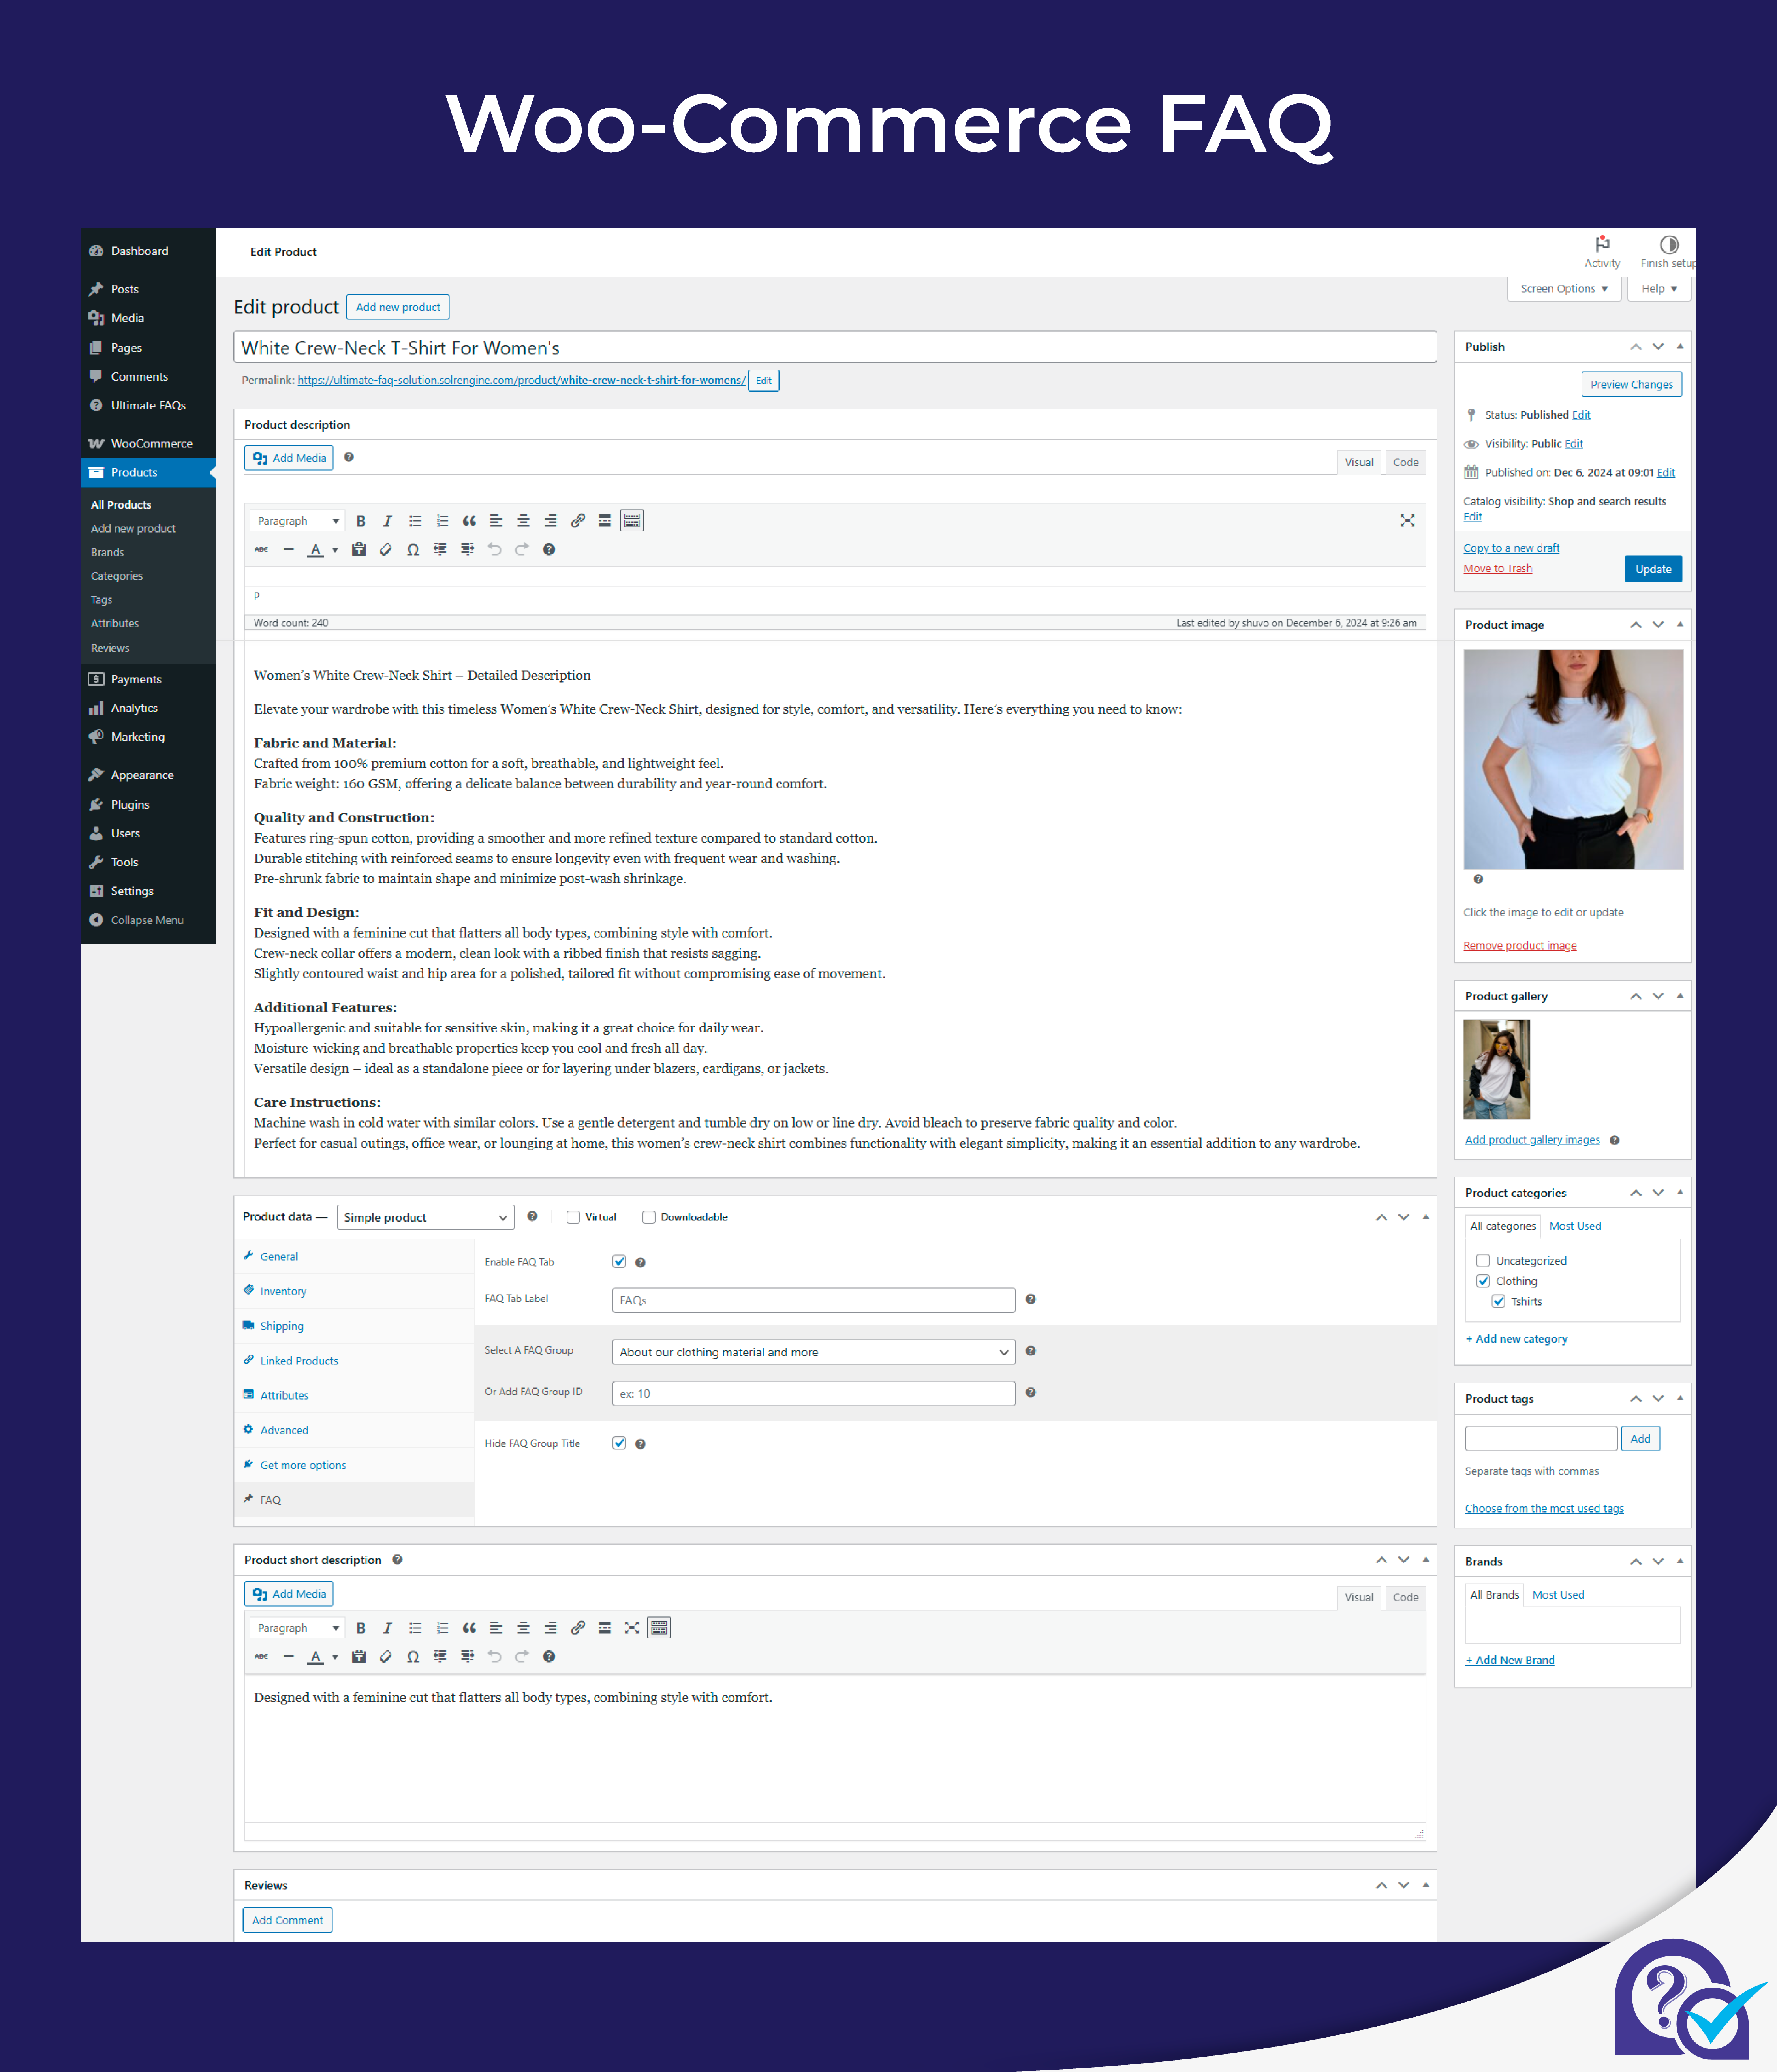 Woo-Commerce FAQ
Dashboard
Posts
Media
Pages
Comments
Ultimate FAQs
WooCommerce
Products
All Products
Add new product
Brands
Categories
Tags
Attributes
Reviews
Payments
Analytics
Marketing
Appearance
Plugins
Users
Tools
Settings
Collapse Menu
Edit Product
Activity
Finish setup
Screen Options
Help
Edit product Add new product
White Crew-Neck T-Shirt For Women's
Permalink: https://ultimate-faq-solution.solrengine.com/product/white-crew-neck-t-shirt-for-womens/ Edit
Product description
Add Media
Visual Code
Paragraph B I
ABC A Ω
P
Word count: 240 Last edited by shuvo on December 6, 2024 at 9:26 am
Women’s White Crew-Neck Shirt – Detailed Description
Elevate your wardrobe with this timeless Women’s White Crew-Neck Shirt, designed for style, comfort, and versatility. Here’s everything you need to know:
Fabric and Material:
Crafted from 100% premium cotton for a soft, breathable, and lightweight feel.
Fabric weight: 160 GSM, offering a delicate balance between durability and year-round comfort.
Quality and Construction:
Features ring-spun cotton, providing a smoother and more refined texture compared to standard cotton.
Durable stitching with reinforced seams to ensure longevity even with frequent wear and washing.
Pre-shrunk fabric to maintain shape and minimize post-wash shrinkage.
Fit and Design:
Designed with a feminine cut that flatters all body types, combining style with comfort.
Crew-neck collar offers a modern, clean look with a ribbed finish that resists sagging.
Slightly contoured waist and hip area for a polished, tailored fit without compromising ease of movement.
Additional Features:
Hypoallergenic and suitable for sensitive skin, making it a great choice for daily wear.
Moisture-wicking and breathable properties keep you cool and fresh all day.
Versatile design – ideal as a standalone piece or for layering under blazers, cardigans, or jackets.
Care Instructions:
Machine wash in cold water with similar colors. Use a gentle detergent and tumble dry on low or line dry. Avoid bleach to preserve fabric quality and color.
Perfect for casual outings, office wear, or lounging at home, this women’s crew-neck shirt combines functionality with elegant simplicity, making it an essential addition to any wardrobe.
Product data — Simple product Virtual Downloadable
General
Inventory
Shipping
Linked Products
Attributes
Advanced
Get more options
FAQ
Enable FAQ Tab
FAQ Tab Label FAQs
Select A FAQ Group About our clothing material and more
Or Add FAQ Group ID ex: 10
Hide FAQ Group Title
Product short description
Add Media
Visual Code
Paragraph B I
ABC A Ω
Designed with a feminine cut that flatters all body types, combining style with comfort.
Reviews
Add Comment
Publish
Preview Changes
Status: Published Edit
Visibility: Public Edit
Published on: Dec 6, 2024 at 09:01 Edit
Catalog visibility: Shop and search results
Edit
Copy to a new draft
Move to Trash
Update
Product image
Click the image to edit or update
Remove product image
Product gallery
Add product gallery images
Product categories
All categories Most Used
Uncategorized
Clothing
Tshirts
+ Add new category
Product tags
Add
Separate tags with commas
Choose from the most used tags
Brands
All Brands Most Used
+ Add New Brand